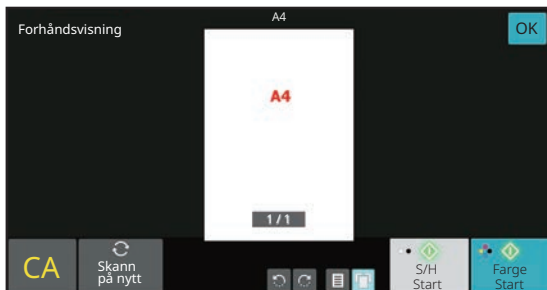 A4
Forhåndsvisning
OK
A4
1 / 1
CA
Skann
på nytt
S/H
Start
Farge
Start